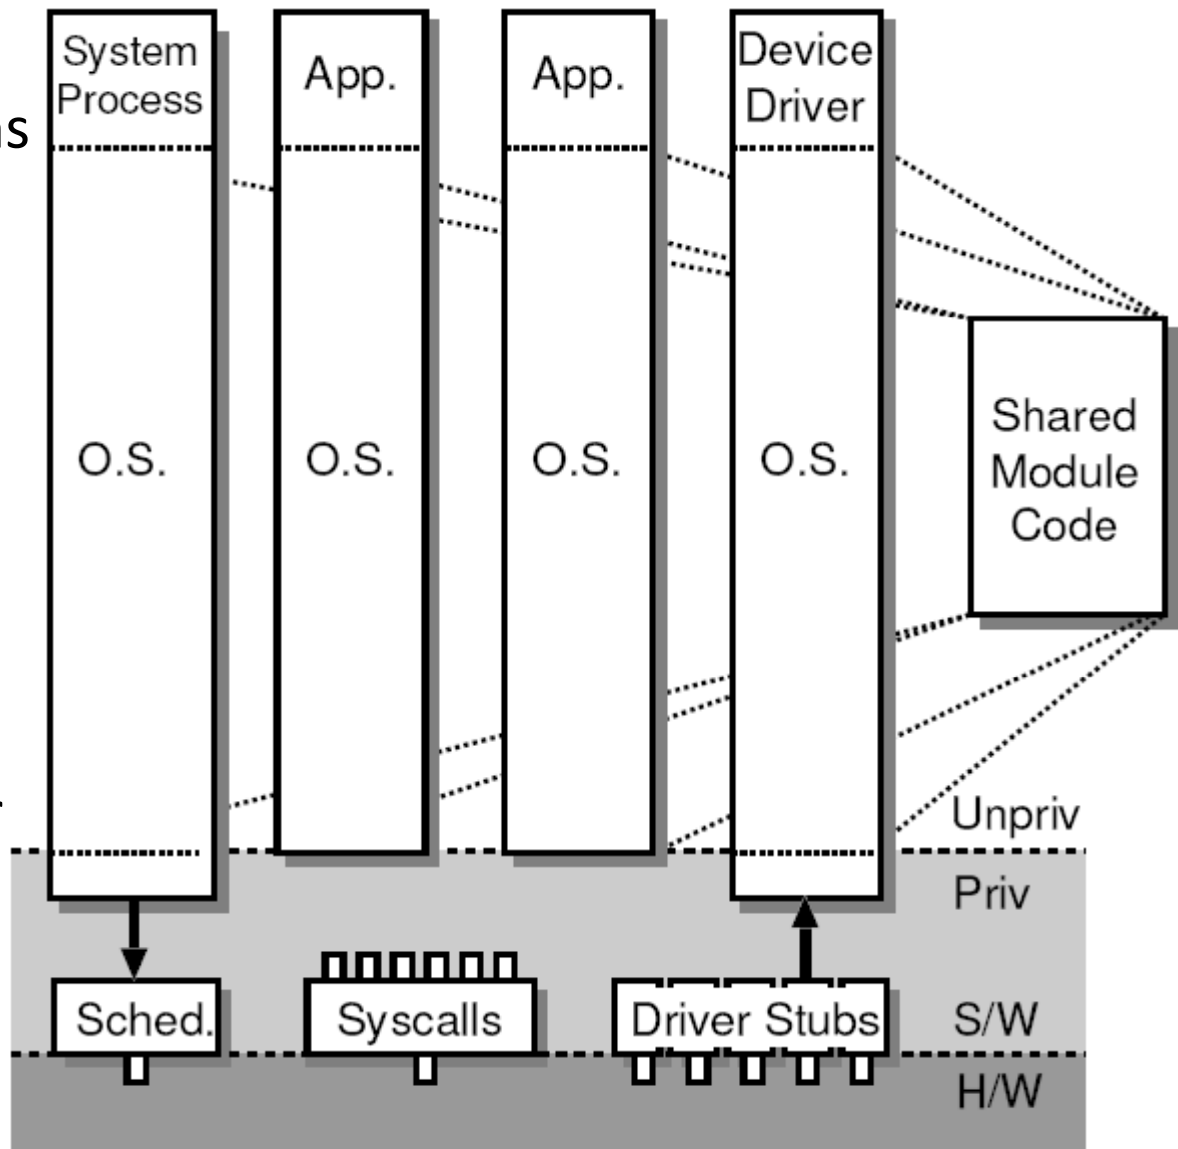 System
Process
App.
App.
Device
Driver
O.S.
O.S.
O.S.
O.S.
Shared
Module
Code
Unpriv
Priv
Sched.
Syscalls
Driver Stubs
S/W
H/W